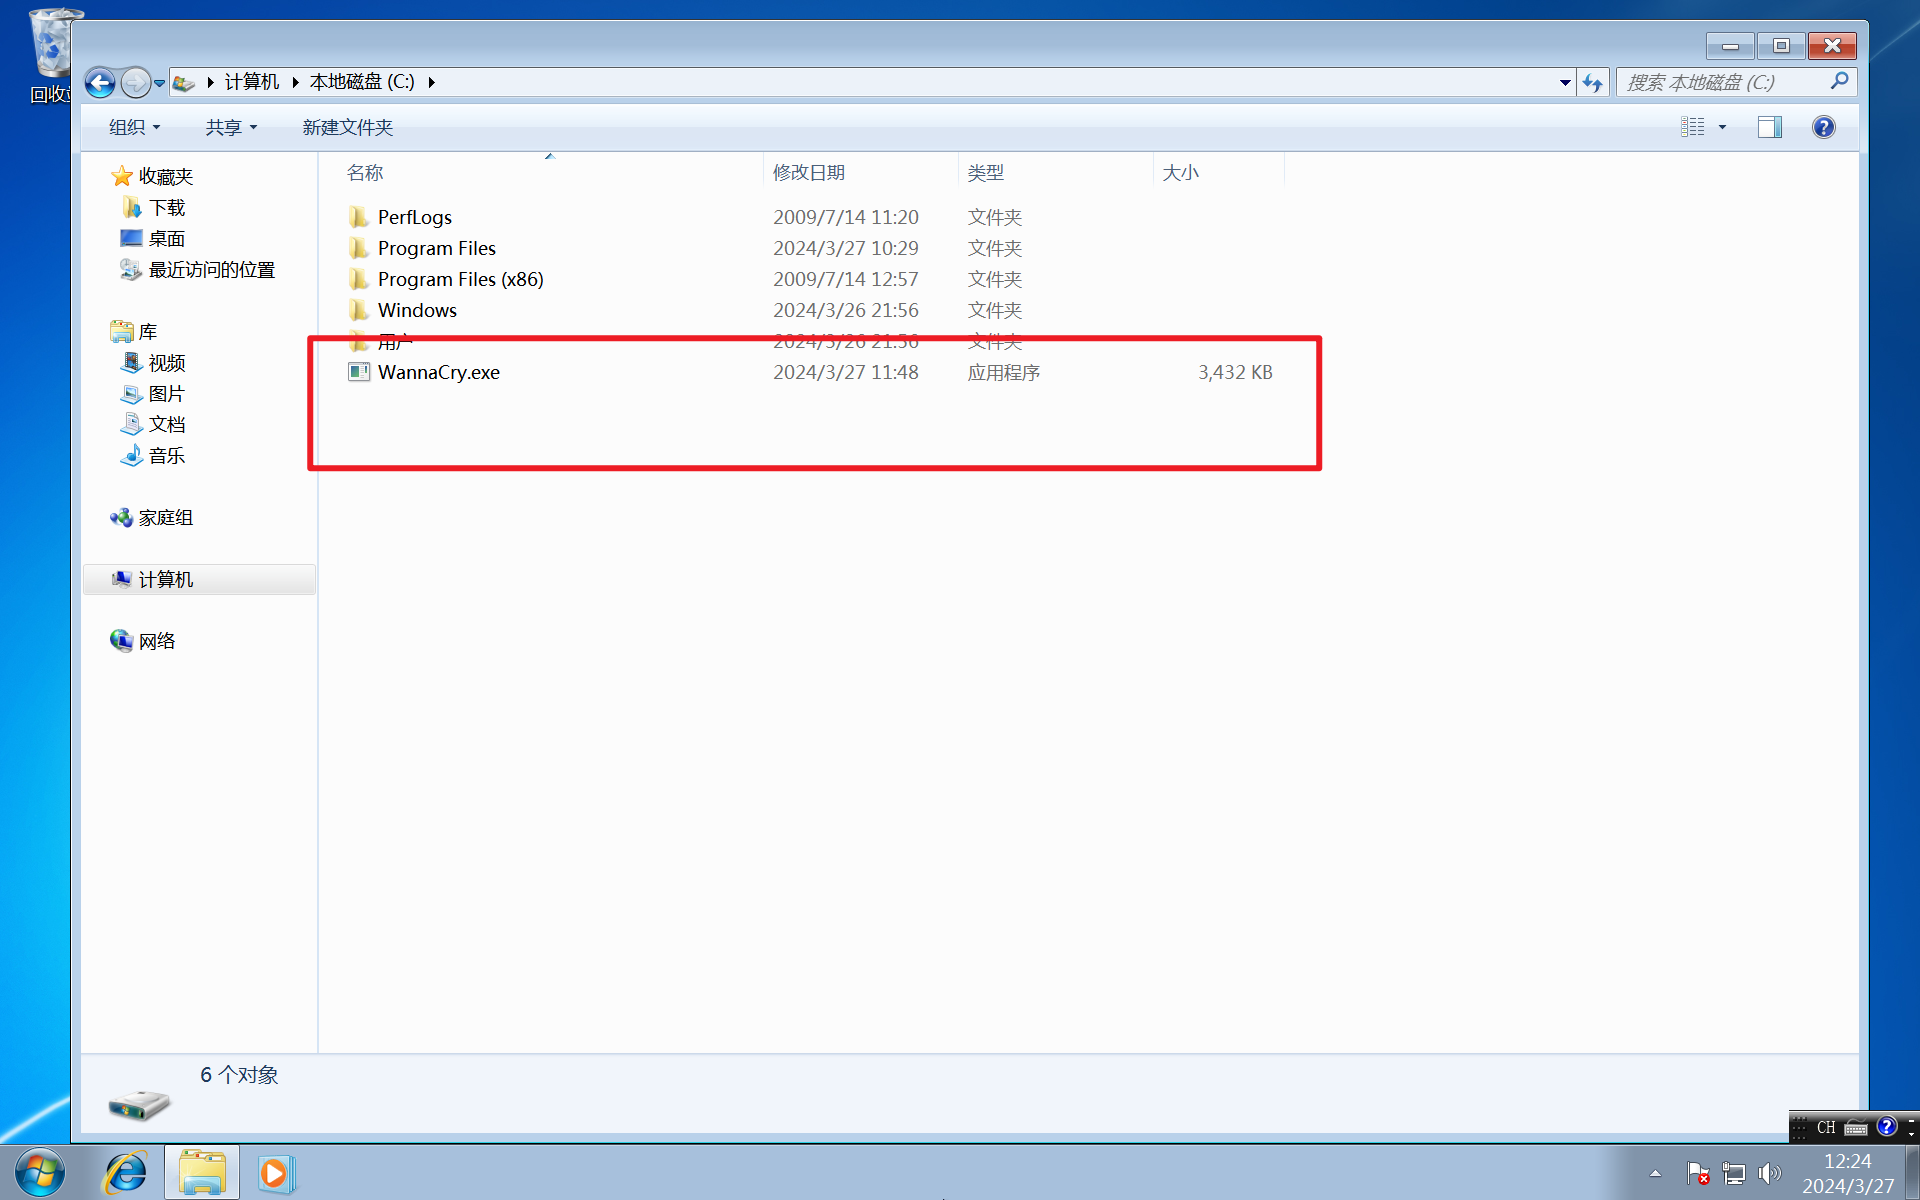 回收站
计算机 本地磁盘 (C:)
搜索 本地磁盘 (C:)
组织 共享 新建文件夹
名称 修改日期 类型 大小
收藏夹
下载
桌面
最近访问的位置
库
视频
图片
文档
音乐
家庭组
计算机
网络
PerfLogs 2009/7/14 11:20 文件夹
Program Files 2024/3/27 10:29 文件夹
Program Files (x86) 2009/7/14 12:57 文件夹
Windows 2024/3/26 21:56 文件夹
用户 2024/3/26 21:56 文件夹
WannaCry.exe 2024/3/27 11:48 应用程序 3,432 KB
6 个对象
CH
12:24
2024/3/27